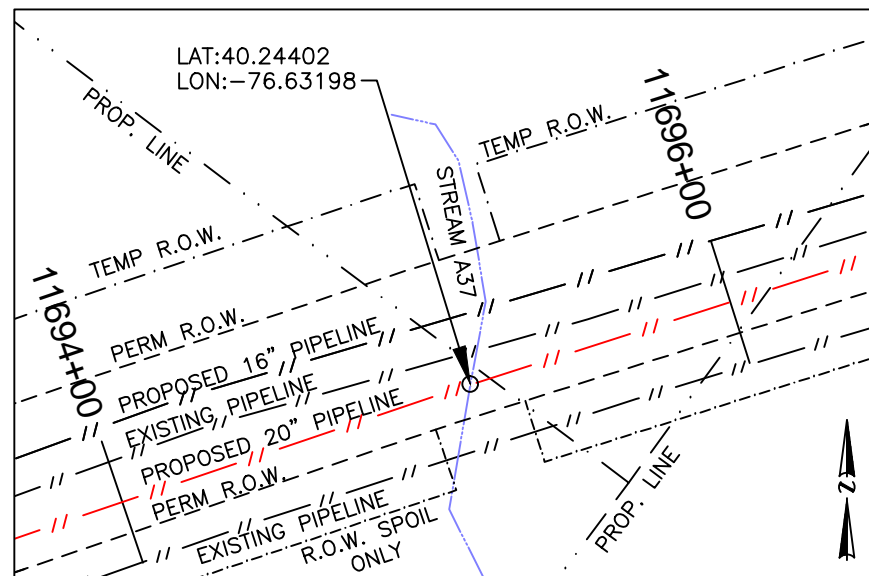 LAT:40.24402
LON:-76.63198
PROP. LINE
TEMP R.O.W.
11696+00
STREAM A37
TEMP R.O.W.
11694+00
PERM R.O.W.
PROPOSED 16" PIPELINE
EXISTING PIPELINE
PROPOSED 20" PIPELINE
PERM R.O.W.
EXISTING PIPELINE
R.O.W. SPOIL
ONLY
PROP. LINE
N